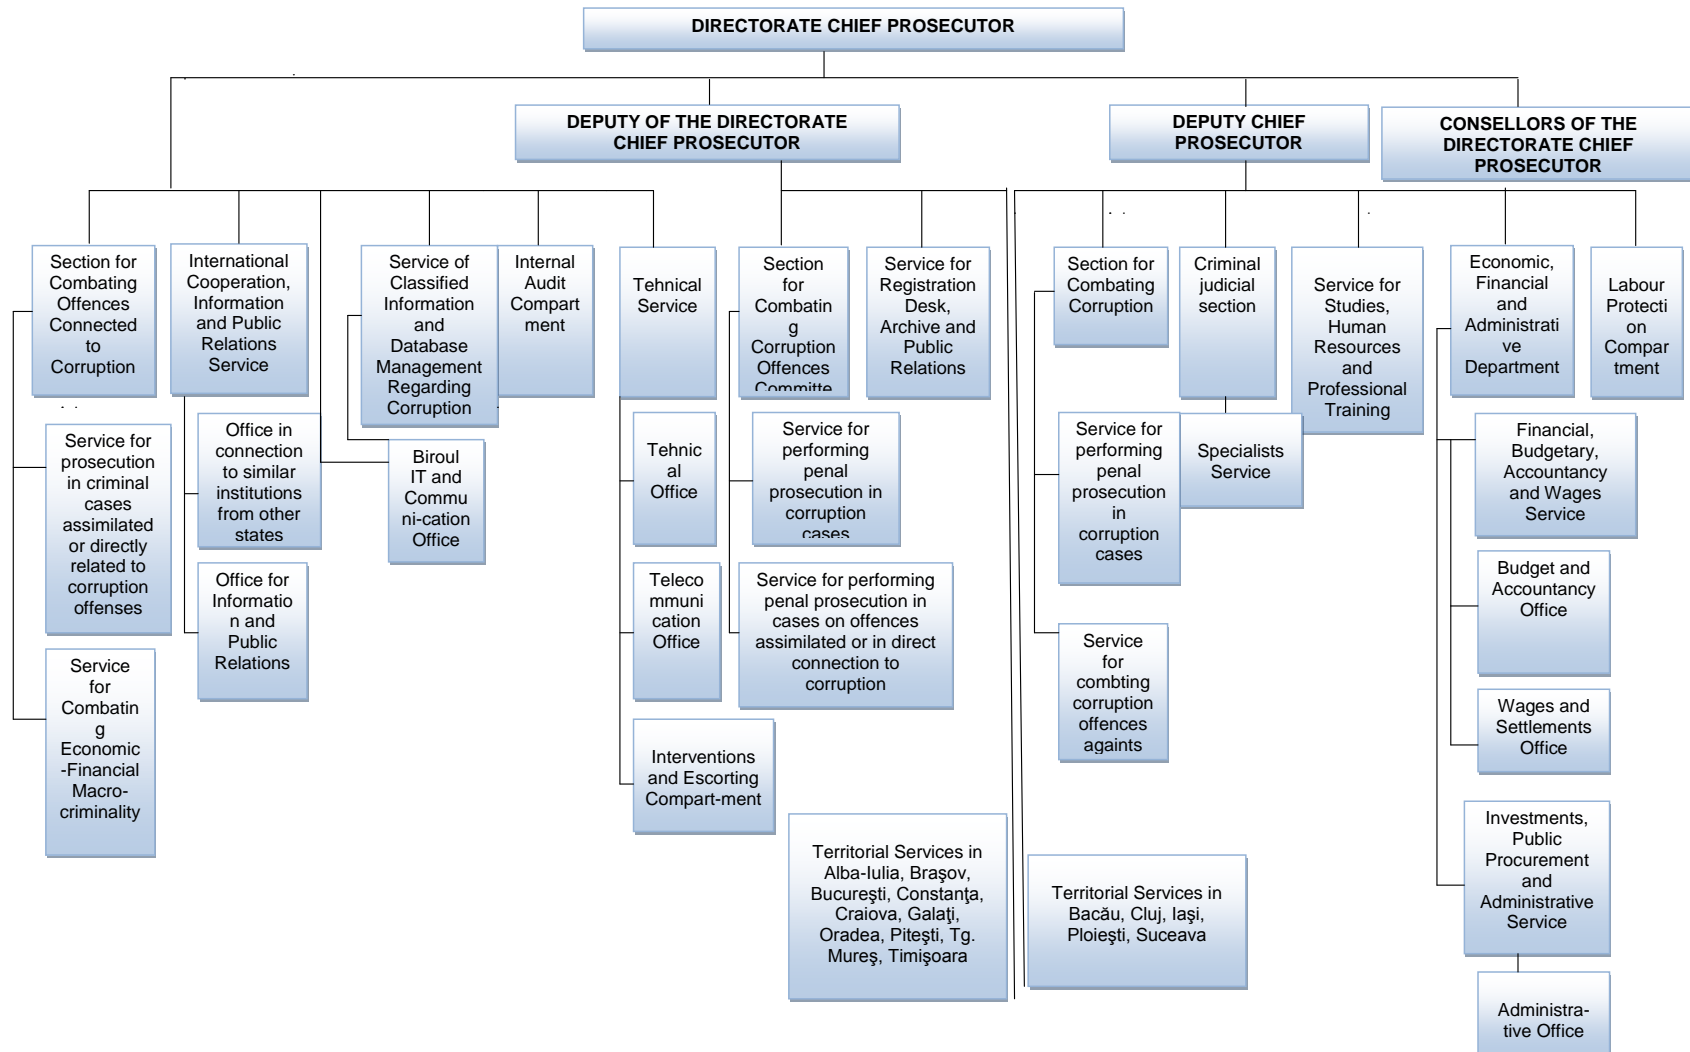 DIRECTORATE CHIEF PROSECUTOR
DEPUTY OF THE DIRECTORATE
CHIEF PROSECUTOR
DEPUTY CHIEF
PROSECUTOR
CONSELLORS OF THE
DIRECTORATE CHIEF
PROSECUTOR
Section for
Combating
Offences
Connected
to
Corruption
International
Cooperation,
Information
and Public
Relations
Service
Service of
Classified
Information
and
Database
Management
Regarding
Corruption
Internal
Audit
Compart
ment
Tehnical
Service
Section
for
Combatin
g
Corruption
Offences
Committe
Service for
Registration
Desk,
Archive and
Public
Relations
Section for
Combating
Corruption
Criminal
judicial
section
Service for
Studies,
Human
Resources
and
Professional
Training
Economic,
Financial
and
Administrati
ve
Department
Labour
Protecti
on
Compar
tment
Service for
prosecution
in criminal
cases
assimilated
or directly
related to
corruption
offenses
Office in
connection
to similar
institutions
from other
states
Biroul
IT and
Commu
ni-cation
Office
Tehnic
al
Office
Service for
performing
penal
prosecution in
corruption
cases
Service for
performing
penal
prosecution
in
corruption
cases
Specialists
Service
Financial,
Budgetary,
Accountancy
and Wages
Service
Office for
Informatio
n and
Public
Relations
Teleco
mmuni
cation
Office
Service for performing
penal prosecution in
cases on offences
assimilated or in direct
connection to
corruption
Budget and
Accountancy
Office
Service
for
Combatin
g
Economic
-Financial
Macro-
criminality
Service
for
combting
corruption
offences
againts
Wages and
Settlements
Office
Interventions
and Escorting
Compart-ment
Territorial Services in
Alba-Iulia, Braşov,
Bucureşti, Constanţa,
Craiova, Galaţi,
Oradea, Piteşti, Tg.
Mureş, Timişoara
Territorial Services in
Bacău, Cluj, Iaşi,
Ploieşti, Suceava
Investments,
Public
Procurement
and
Administrative
Service
Administra-
tive Office